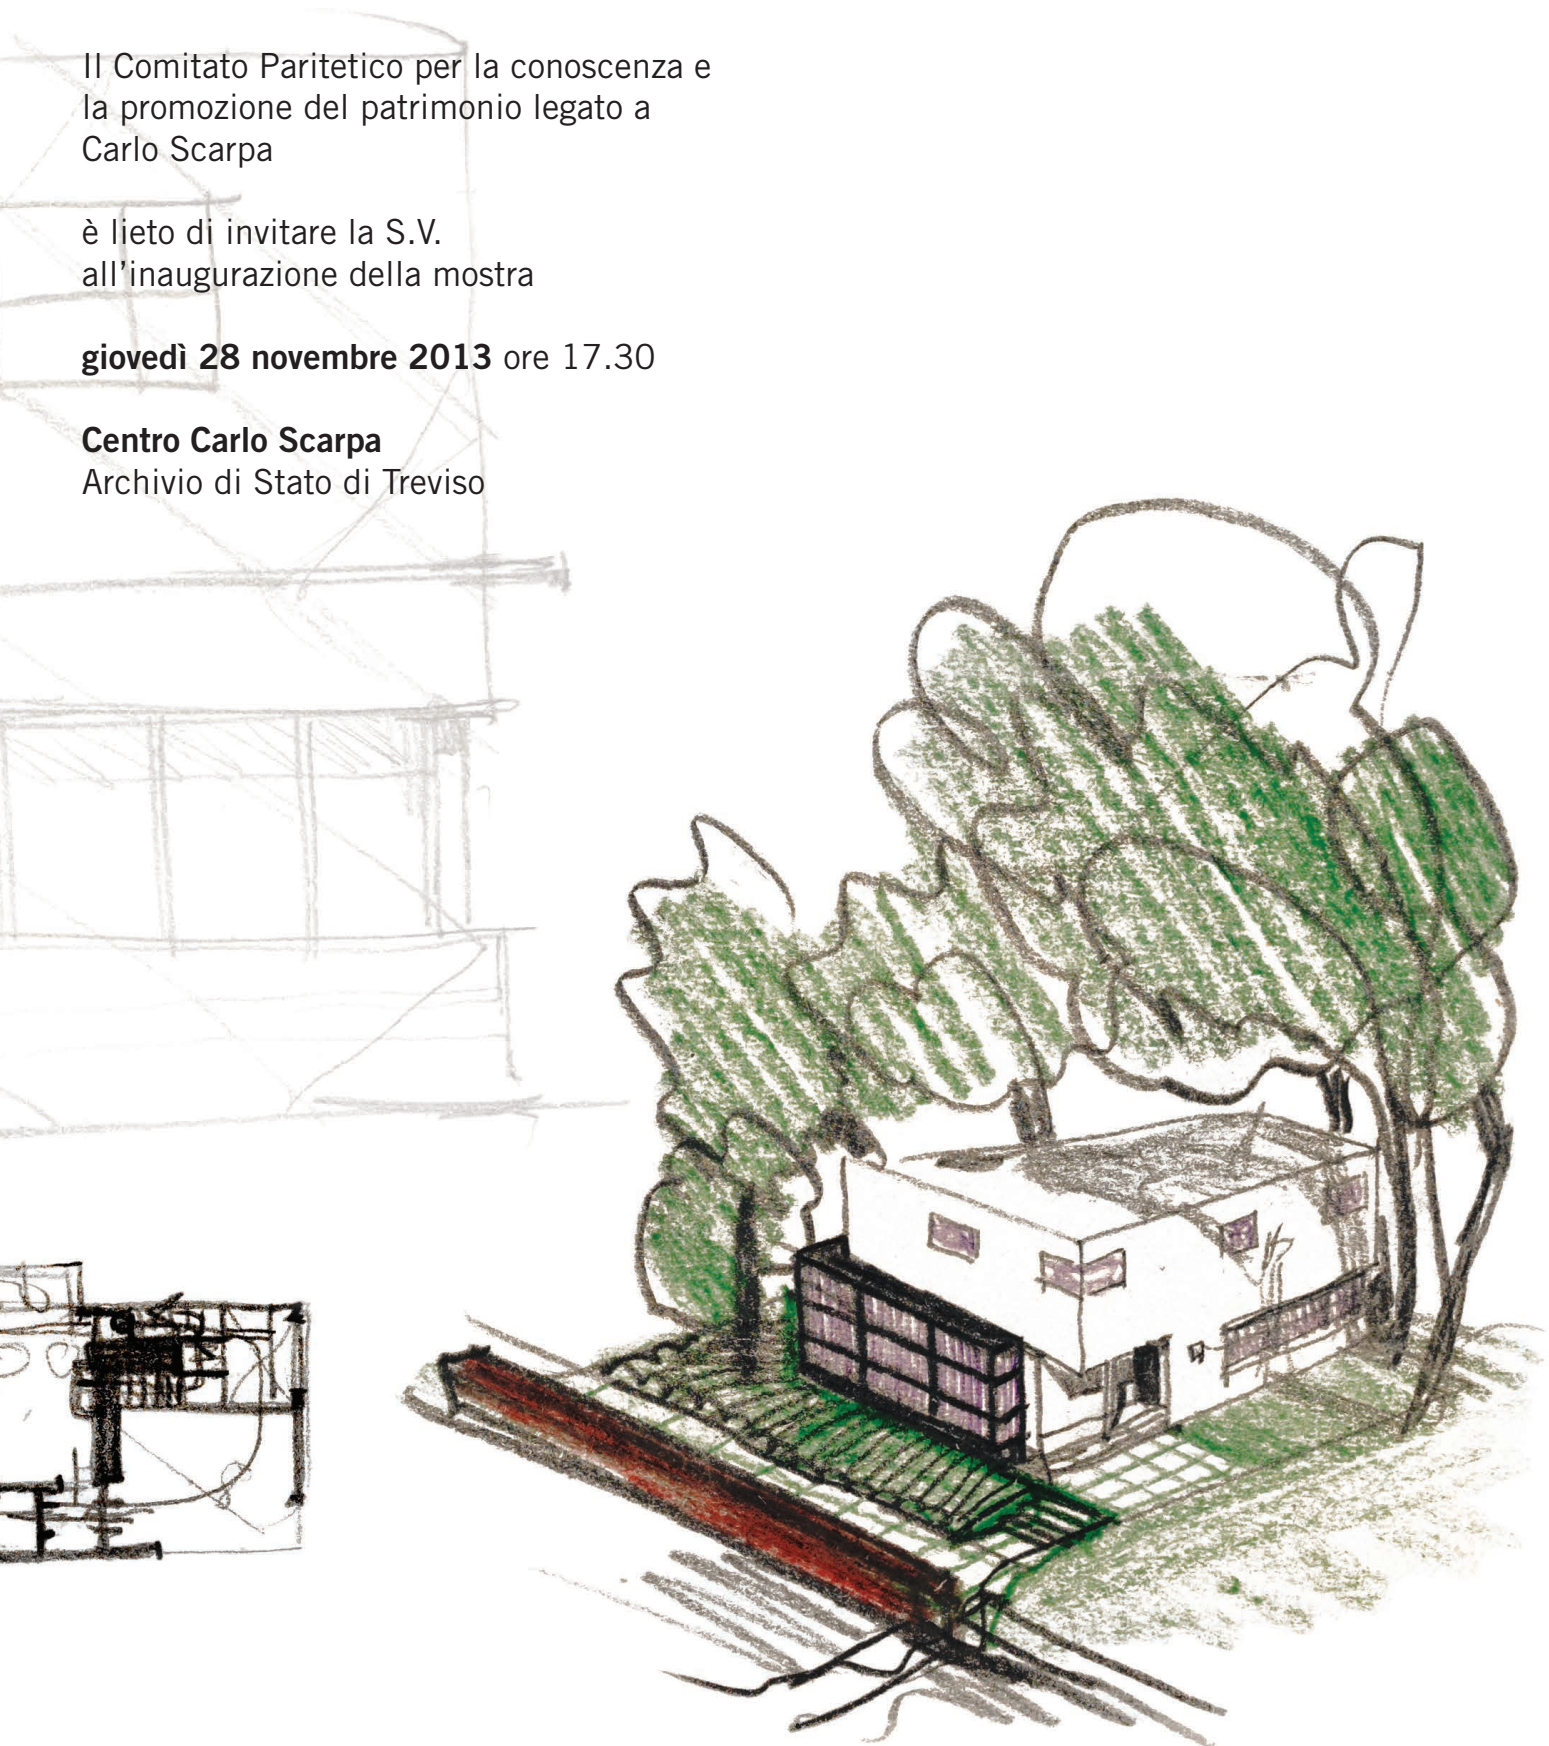 Il Comitato Paritetico per la conoscenza e
la promozione del patrimonio legato a
Carlo Scarpa
è lieto di invitare la S.V.
all'inaugurazione della mostra
giovedì 28 novembre 2013 ore 17.30
Centro Carlo Scarpa
Archivio di Stato di Treviso